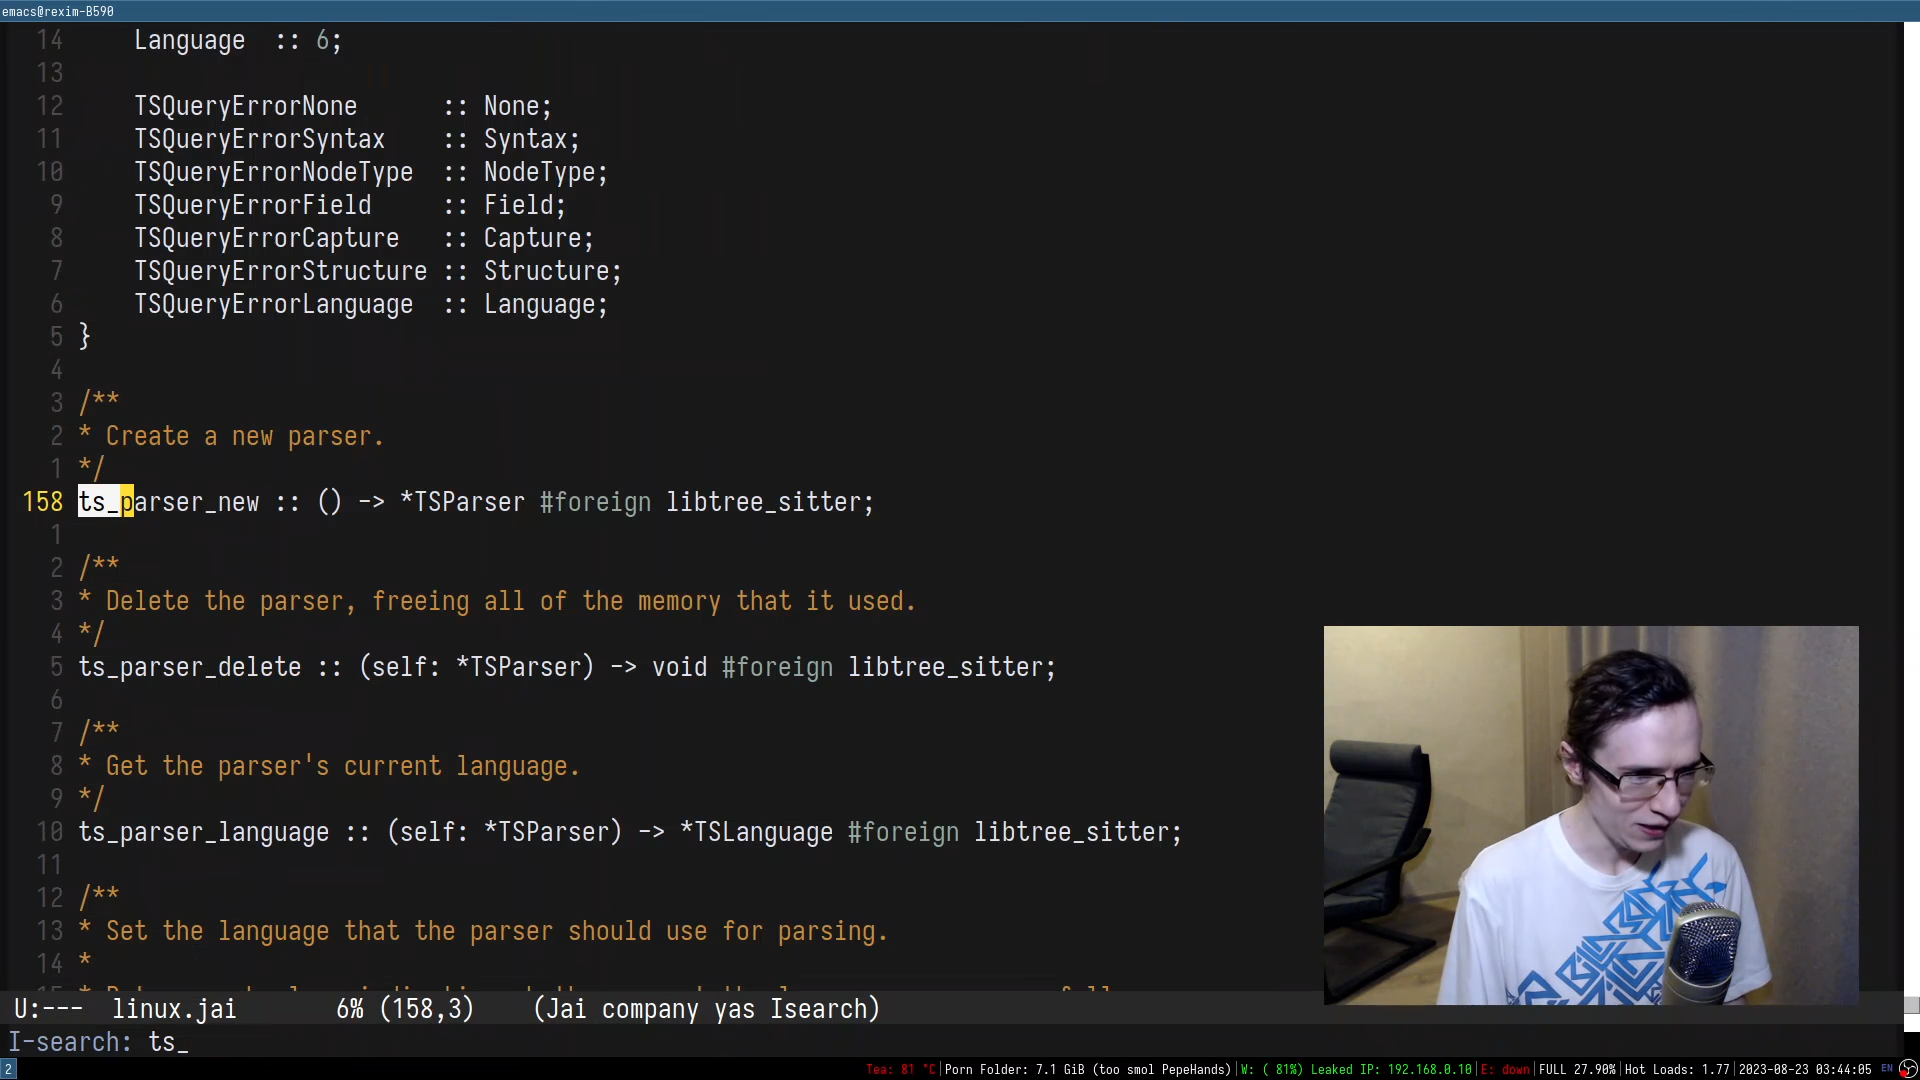 emacs@rexim-B590
14 Language :: 6;
13
12 TSQueryErrorNone :: None;
11 TSQueryErrorSyntax :: Syntax;
10 TSQueryErrorNodeType :: NodeType;
9 TSQueryErrorField :: Field;
8 TSQueryErrorCapture :: Capture;
7 TSQueryErrorStructure :: Structure;
6 TSQueryErrorLanguage :: Language;
5 }
4
3 /**
2 * Create a new parser.
1 */
158 ts_parser_new :: () -> *TSParser #foreign libtree_sitter;
1
2 /**
3 * Delete the parser, freeing all of the memory that it used.
4 */
5 ts_parser_delete :: (self: *TSParser) -> void #foreign libtree_sitter;
6
7 /**
8 * Get the parser's current language.
9 */
10 ts_parser_language :: (self: *TSParser) -> *TSLanguage #foreign libtree_sitter;
11
12 /**
13 * Set the language that the parser should use for parsing.
14 *
U:--- linux.jai 6% (158,3) (Jai company yas Isearch)
I-search: ts_
2 Tea: 81 °C|Porn Folder: 7.1 GiB (too smol PepeHands)|W: ( 81%) Leaked IP: 192.168.0.10|E: down|FULL 27.90%|Hot Loads: 1.77|2023-08-23 03:44:05 EN